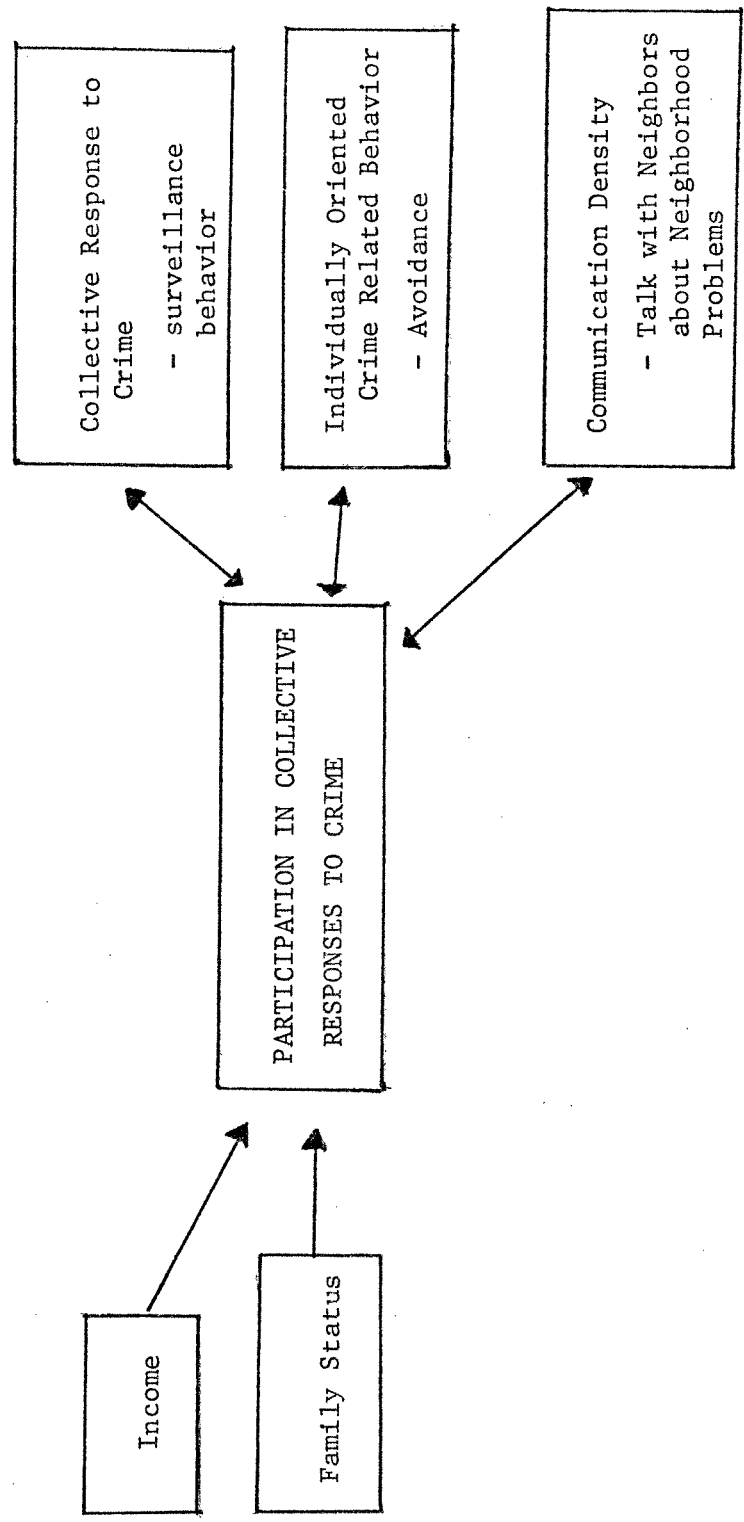 Income
Family Status
PARTICIPATION IN COLLECTIVE
RESPONSES TO CRIME
Collective Response to
Crime
- surveillance
behavior
Individually Oriented
Crime Related Behavior
- Avoidance
Communication Density
- Talk with Neighbors
about Neighborhood
Problems